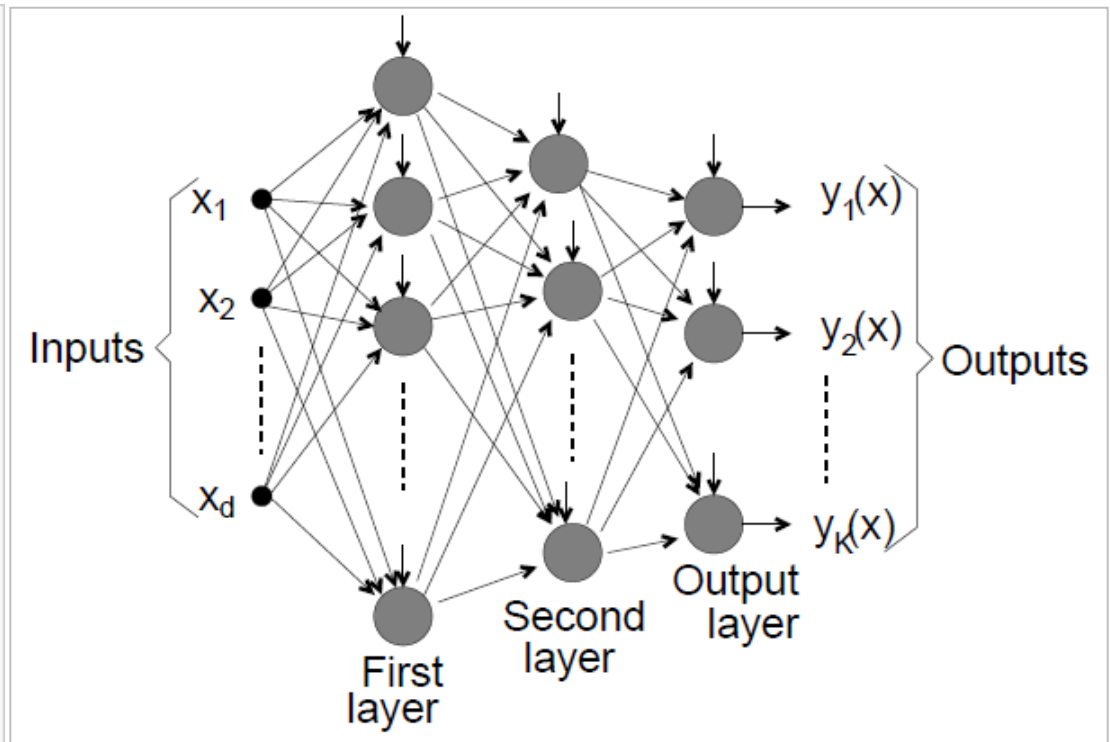 x1
y1(x)
x2
y2(x)
Inputs
Outputs
xd
yK(x)
Output
layer
Second
layer
First
layer